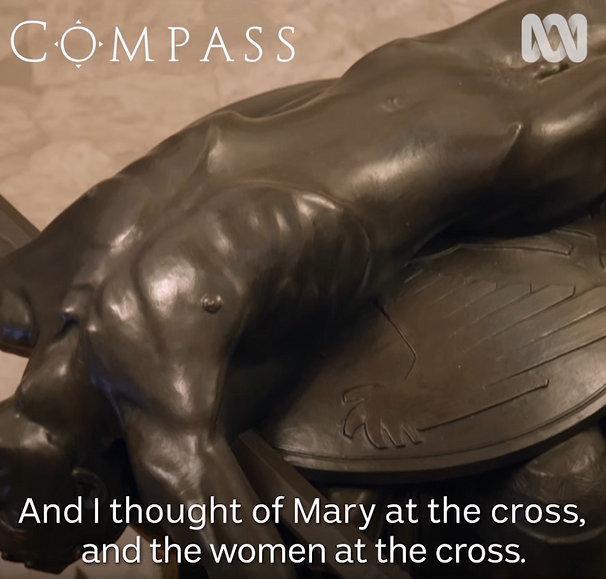 COMPASS
And I thought of Mary at the cross,
and the women at the cross.